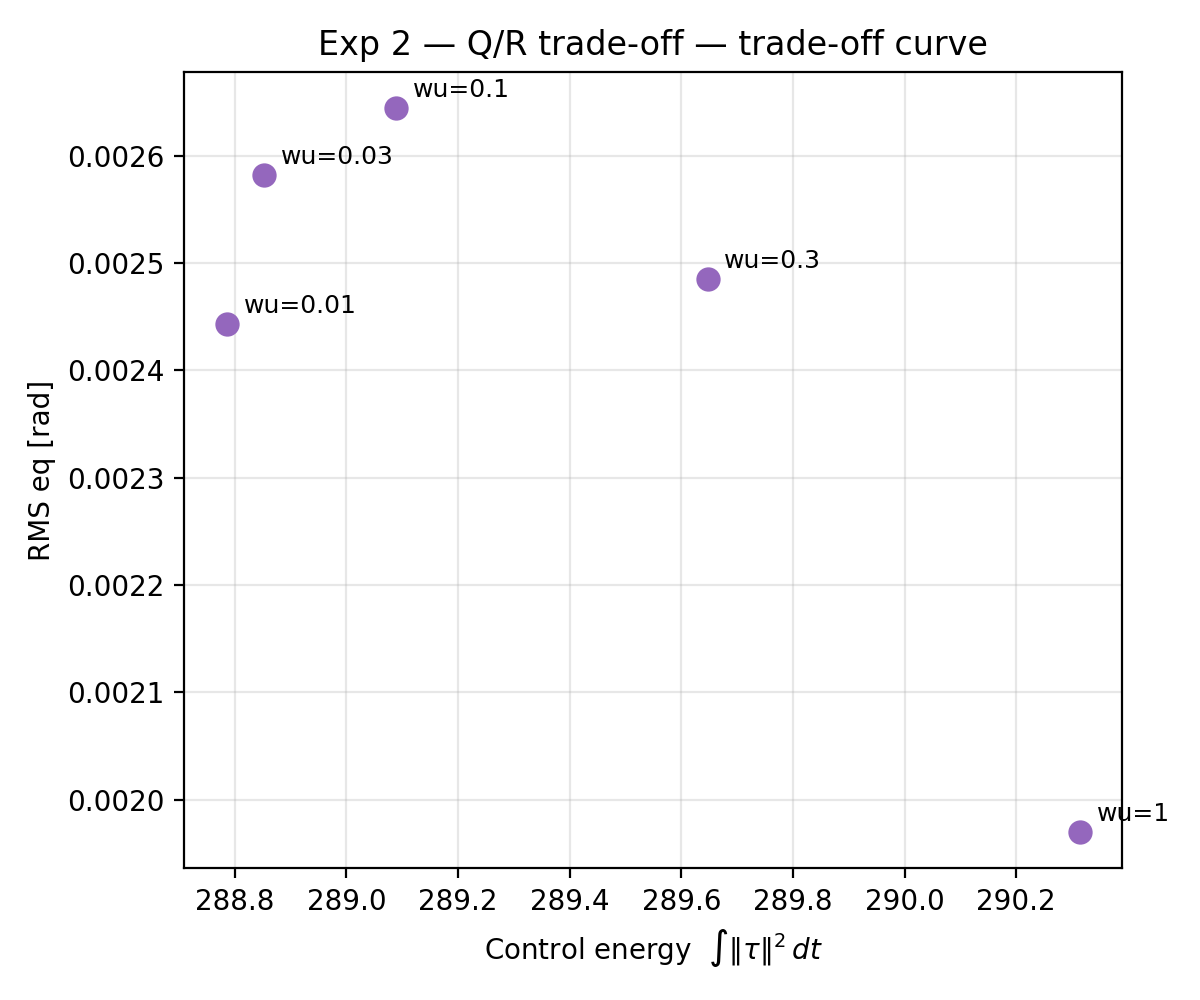 Exp 2 — Q/R trade-off — trade-off curve
wu=0.1
0.0026
wu=0.03
0.0025
wu=0.3
wu=0.01
0.0024
RMS eq [rad]
0.0023
0.0022
0.0021
0.0020
wu=1
288.8 289.0 289.2 289.4 289.6 289.8 290.0 290.2
Control energy ∫‖τ‖² dt